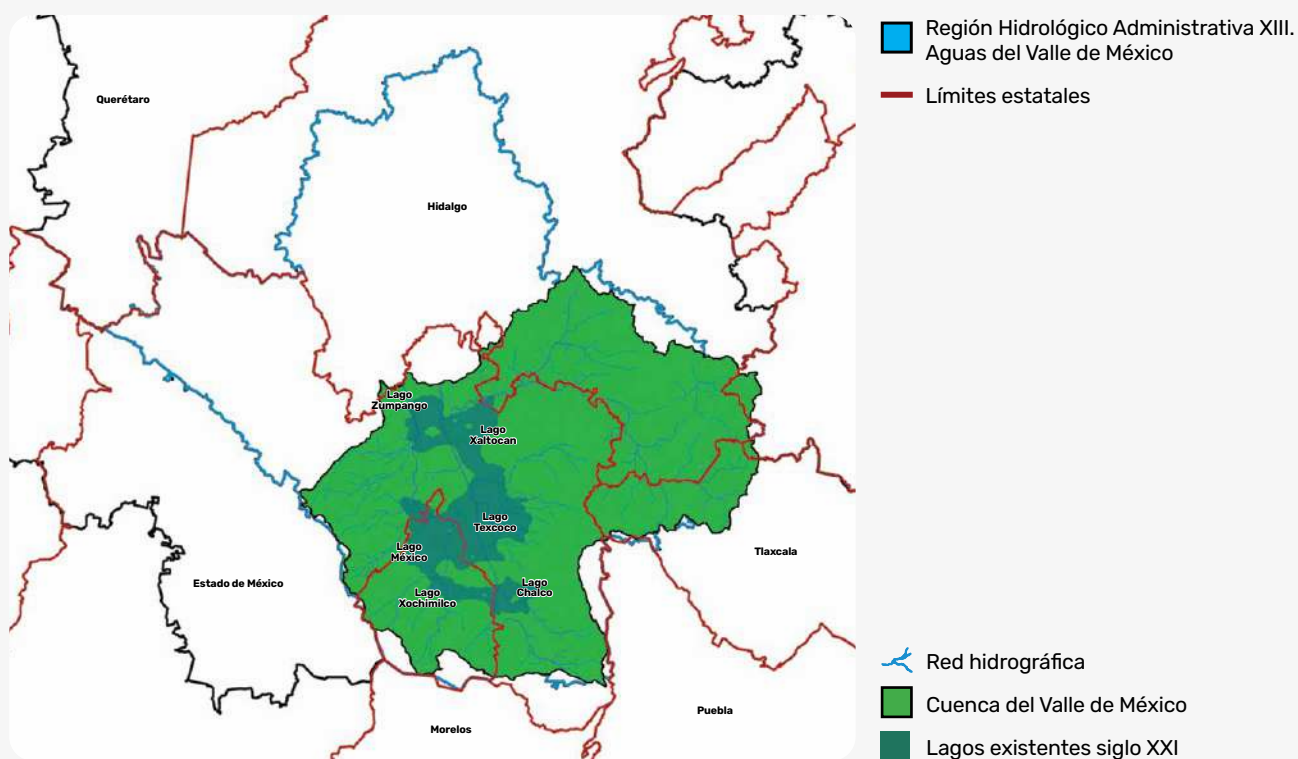 Querétaro
Hidalgo
Lago
Zumpango
Lago
Xaltocan
Lago
Texcoco
Lago
México
Lago
Xochimilco
Lago
Chalco
Estado de México
Tlaxcala
Puebla
Morelos
Región Hidrológico Administrativa XIII.
Aguas del Valle de México
Límites estatales
Red hidrográfica
Cuenca del Valle de México
Lagos existentes siglo XXI